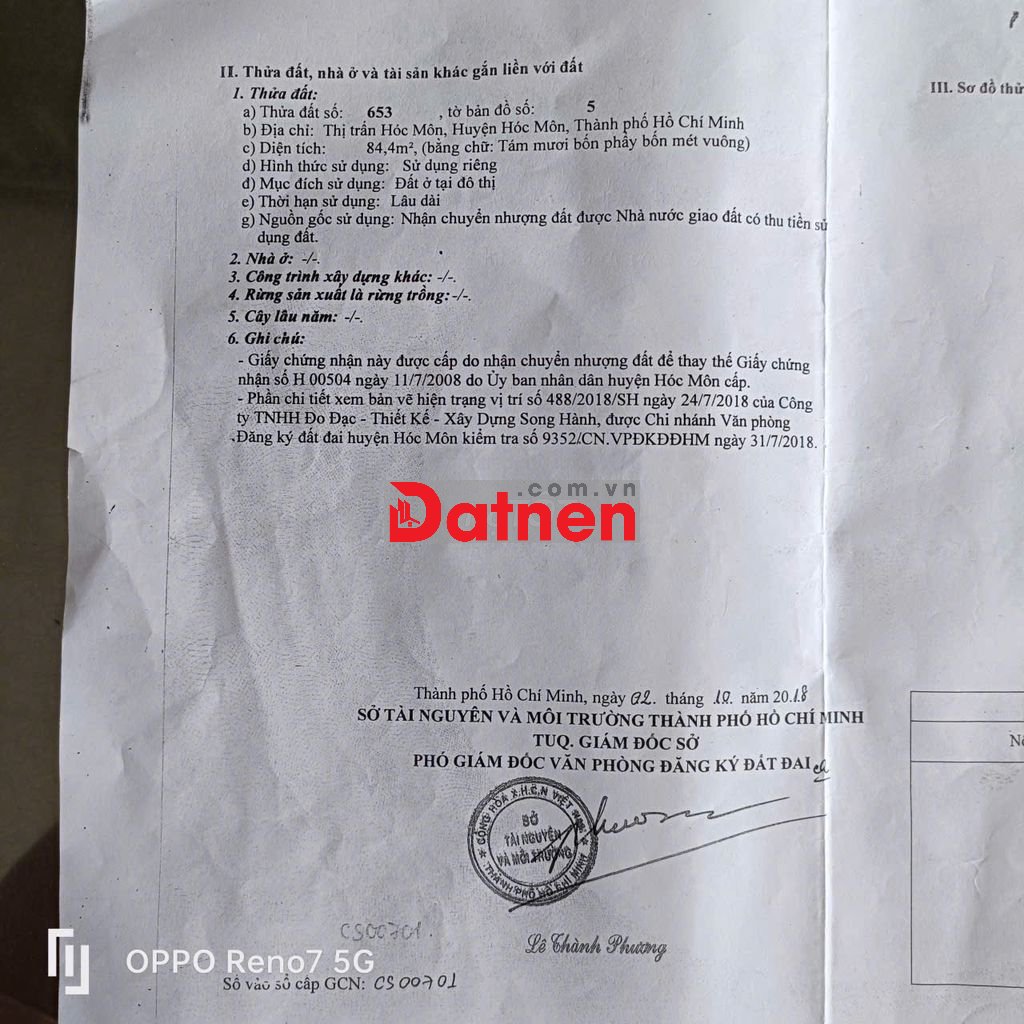 II. Thửa đất, nhà ở và tài sản khác gắn liền với đất
1. Thửa đất:
a) Thửa đất số: 653 , tờ bản đồ số: 5
b) Địa chỉ: Thị trấn Hóc Môn, Huyện Hóc Môn, Thành phố Hồ Chí Minh
c) Diện tích: 84,4m², (bằng chữ: Tám mươi bốn phẩy bốn mét vuông)
d) Hình thức sử dụng: Sử dụng riêng
đ) Mục đích sử dụng: Đất ở tại đô thị
e) Thời hạn sử dụng: Lâu dài
g) Nguồn gốc sử dụng: Nhận chuyển nhượng đất được Nhà nước giao đất có thu tiền sử
dụng đất.
2. Nhà ở: -/-.
3. Công trình xây dựng khác: -/-.
4. Rừng sản xuất là rừng trồng: -/-.
5. Cây lâu năm: -/-.
6. Ghi chú:
- Giấy chứng nhận này được cấp do nhận chuyển nhượng đất để thay thế Giấy chứng
nhận số H 00504 ngày 11/7/2008 do Ủy ban nhân dân huyện Hóc Môn cấp.
- Phần chi tiết xem bản vẽ hiện trạng vị trí số 488/2018/SH ngày 24/7/2018 của Công
ty TNHH Đo Đạc - Thiết Kế - Xây Dựng Song Hành, được Chi nhánh Văn phòng
Đăng ký đất đai huyện Hóc Môn kiểm tra số 9352/CN.VPĐKĐĐHM ngày 31/7/2018.
.com.vn
Datnen
Thành phố Hồ Chí Minh, ngày 02 tháng 10 năm 2018
SỞ TÀI NGUYÊN VÀ MÔI TRƯỜNG THÀNH PHỐ HỒ CHÍ MINH
TUQ. GIÁM ĐỐC SỞ
PHÓ GIÁM ĐỐC VĂN PHÒNG ĐĂNG KÝ ĐẤT ĐAI
CỘNG HÒA X.H.C.N VIỆT NAM
SỞ
TÀI NGUYÊN
VÀ MÔI TRƯỜNG
THÀNH PHỐ HỒ CHÍ MINH
Lê Thành Phương
CS00701.
OPPO Reno7 5G
Số vào sổ cấp GCN: CS00701
III. Sơ đồ thử